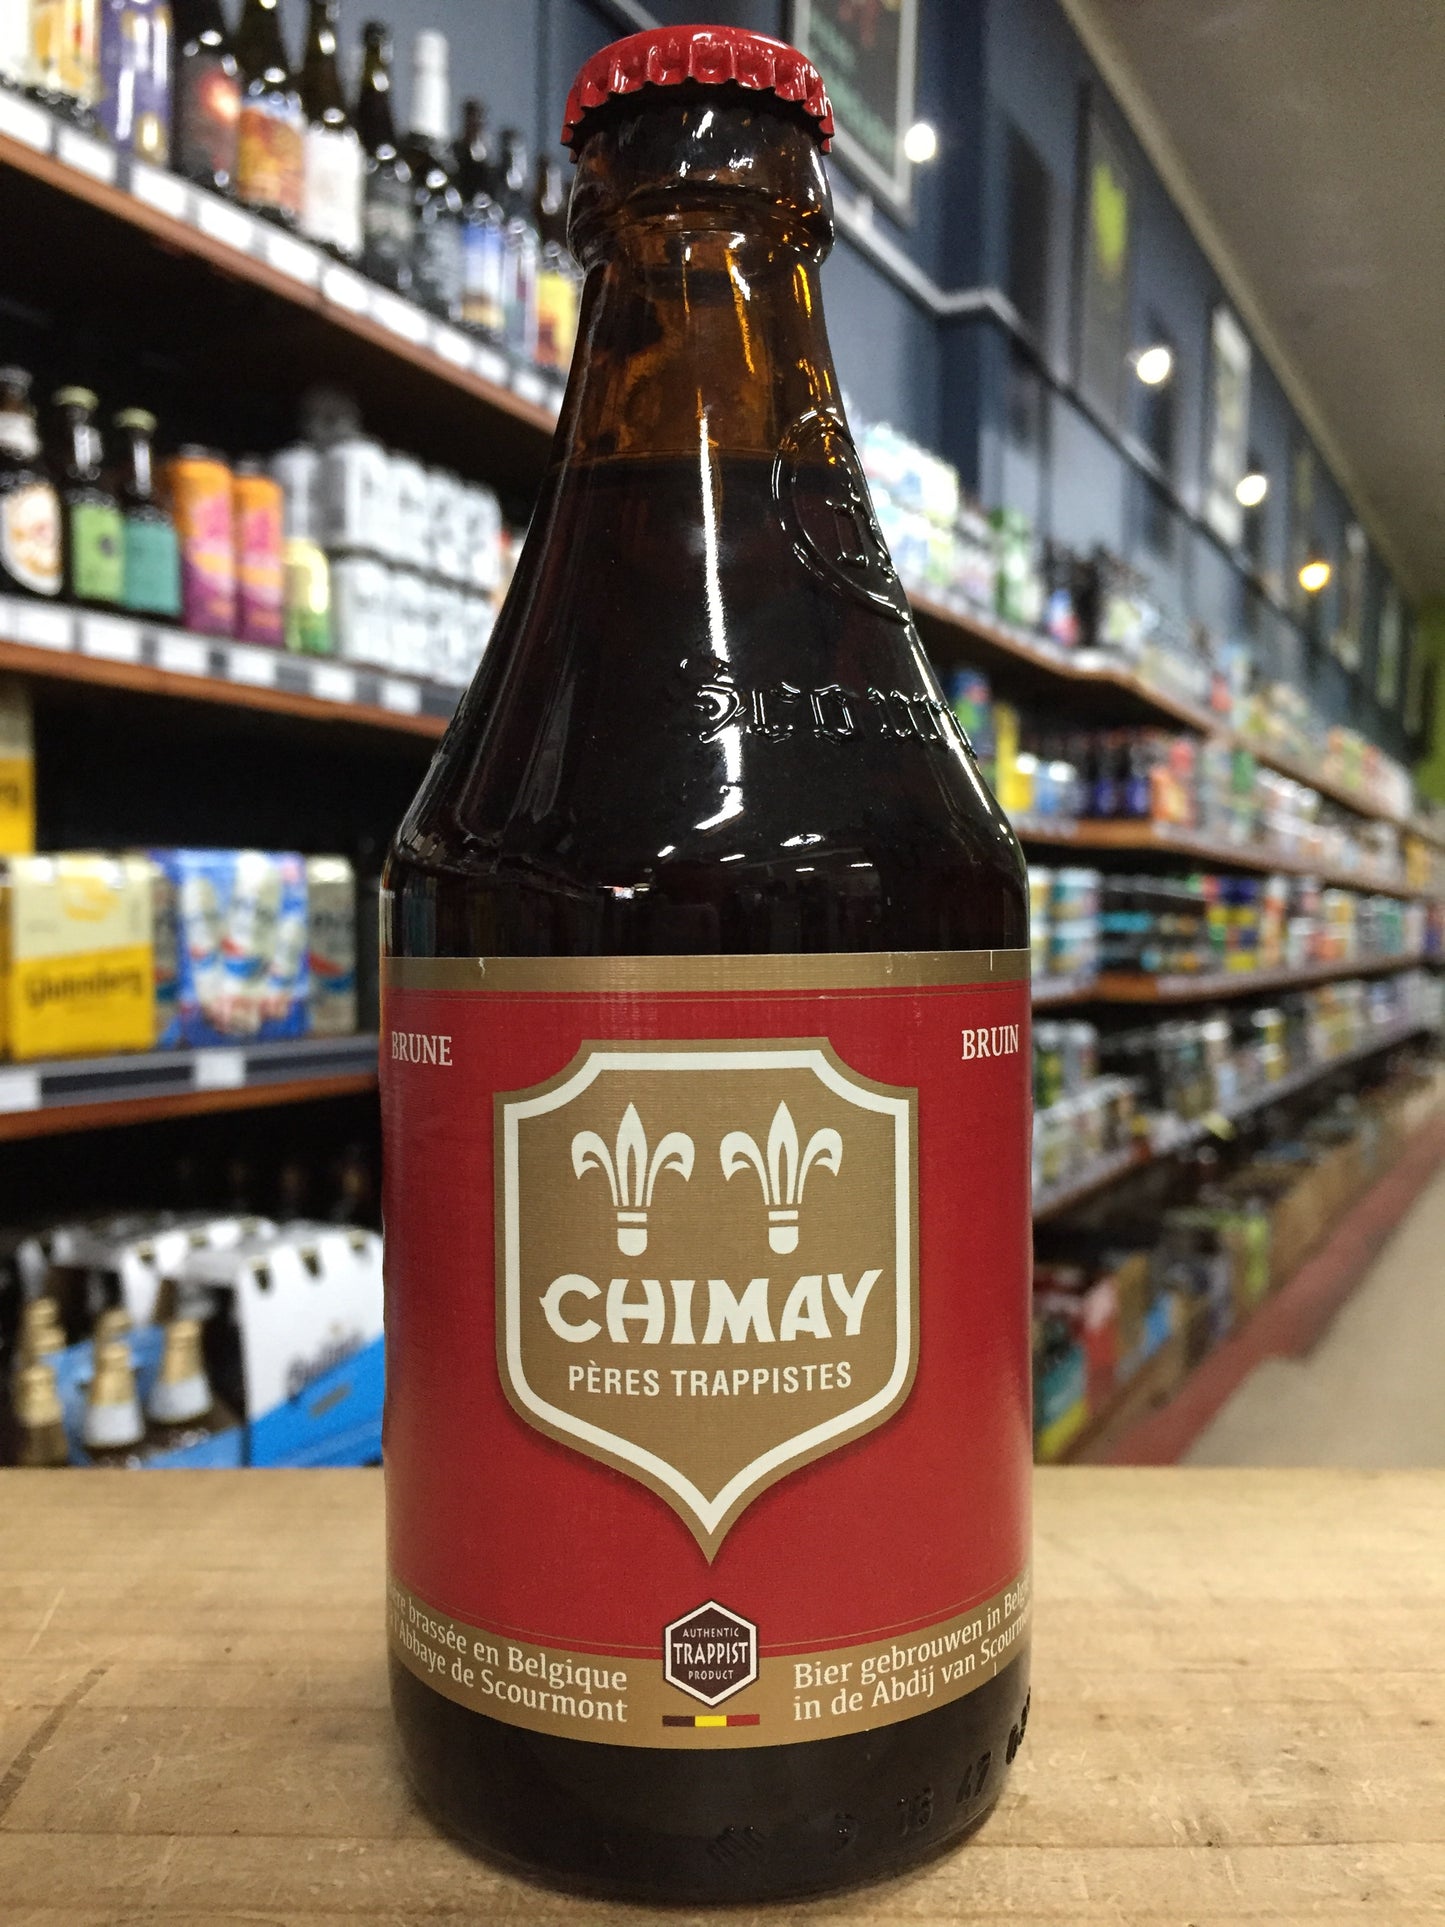 BRUNE
BRUIN
CHIMAY
PÈRES TRAPPISTES
AUTHENTIC
TRAPPIST
PRODUCT
brassée en Belgique
l'Abbaye de Scourmont
Bier gebrouwen in
in de Abdij van
Glutenberg